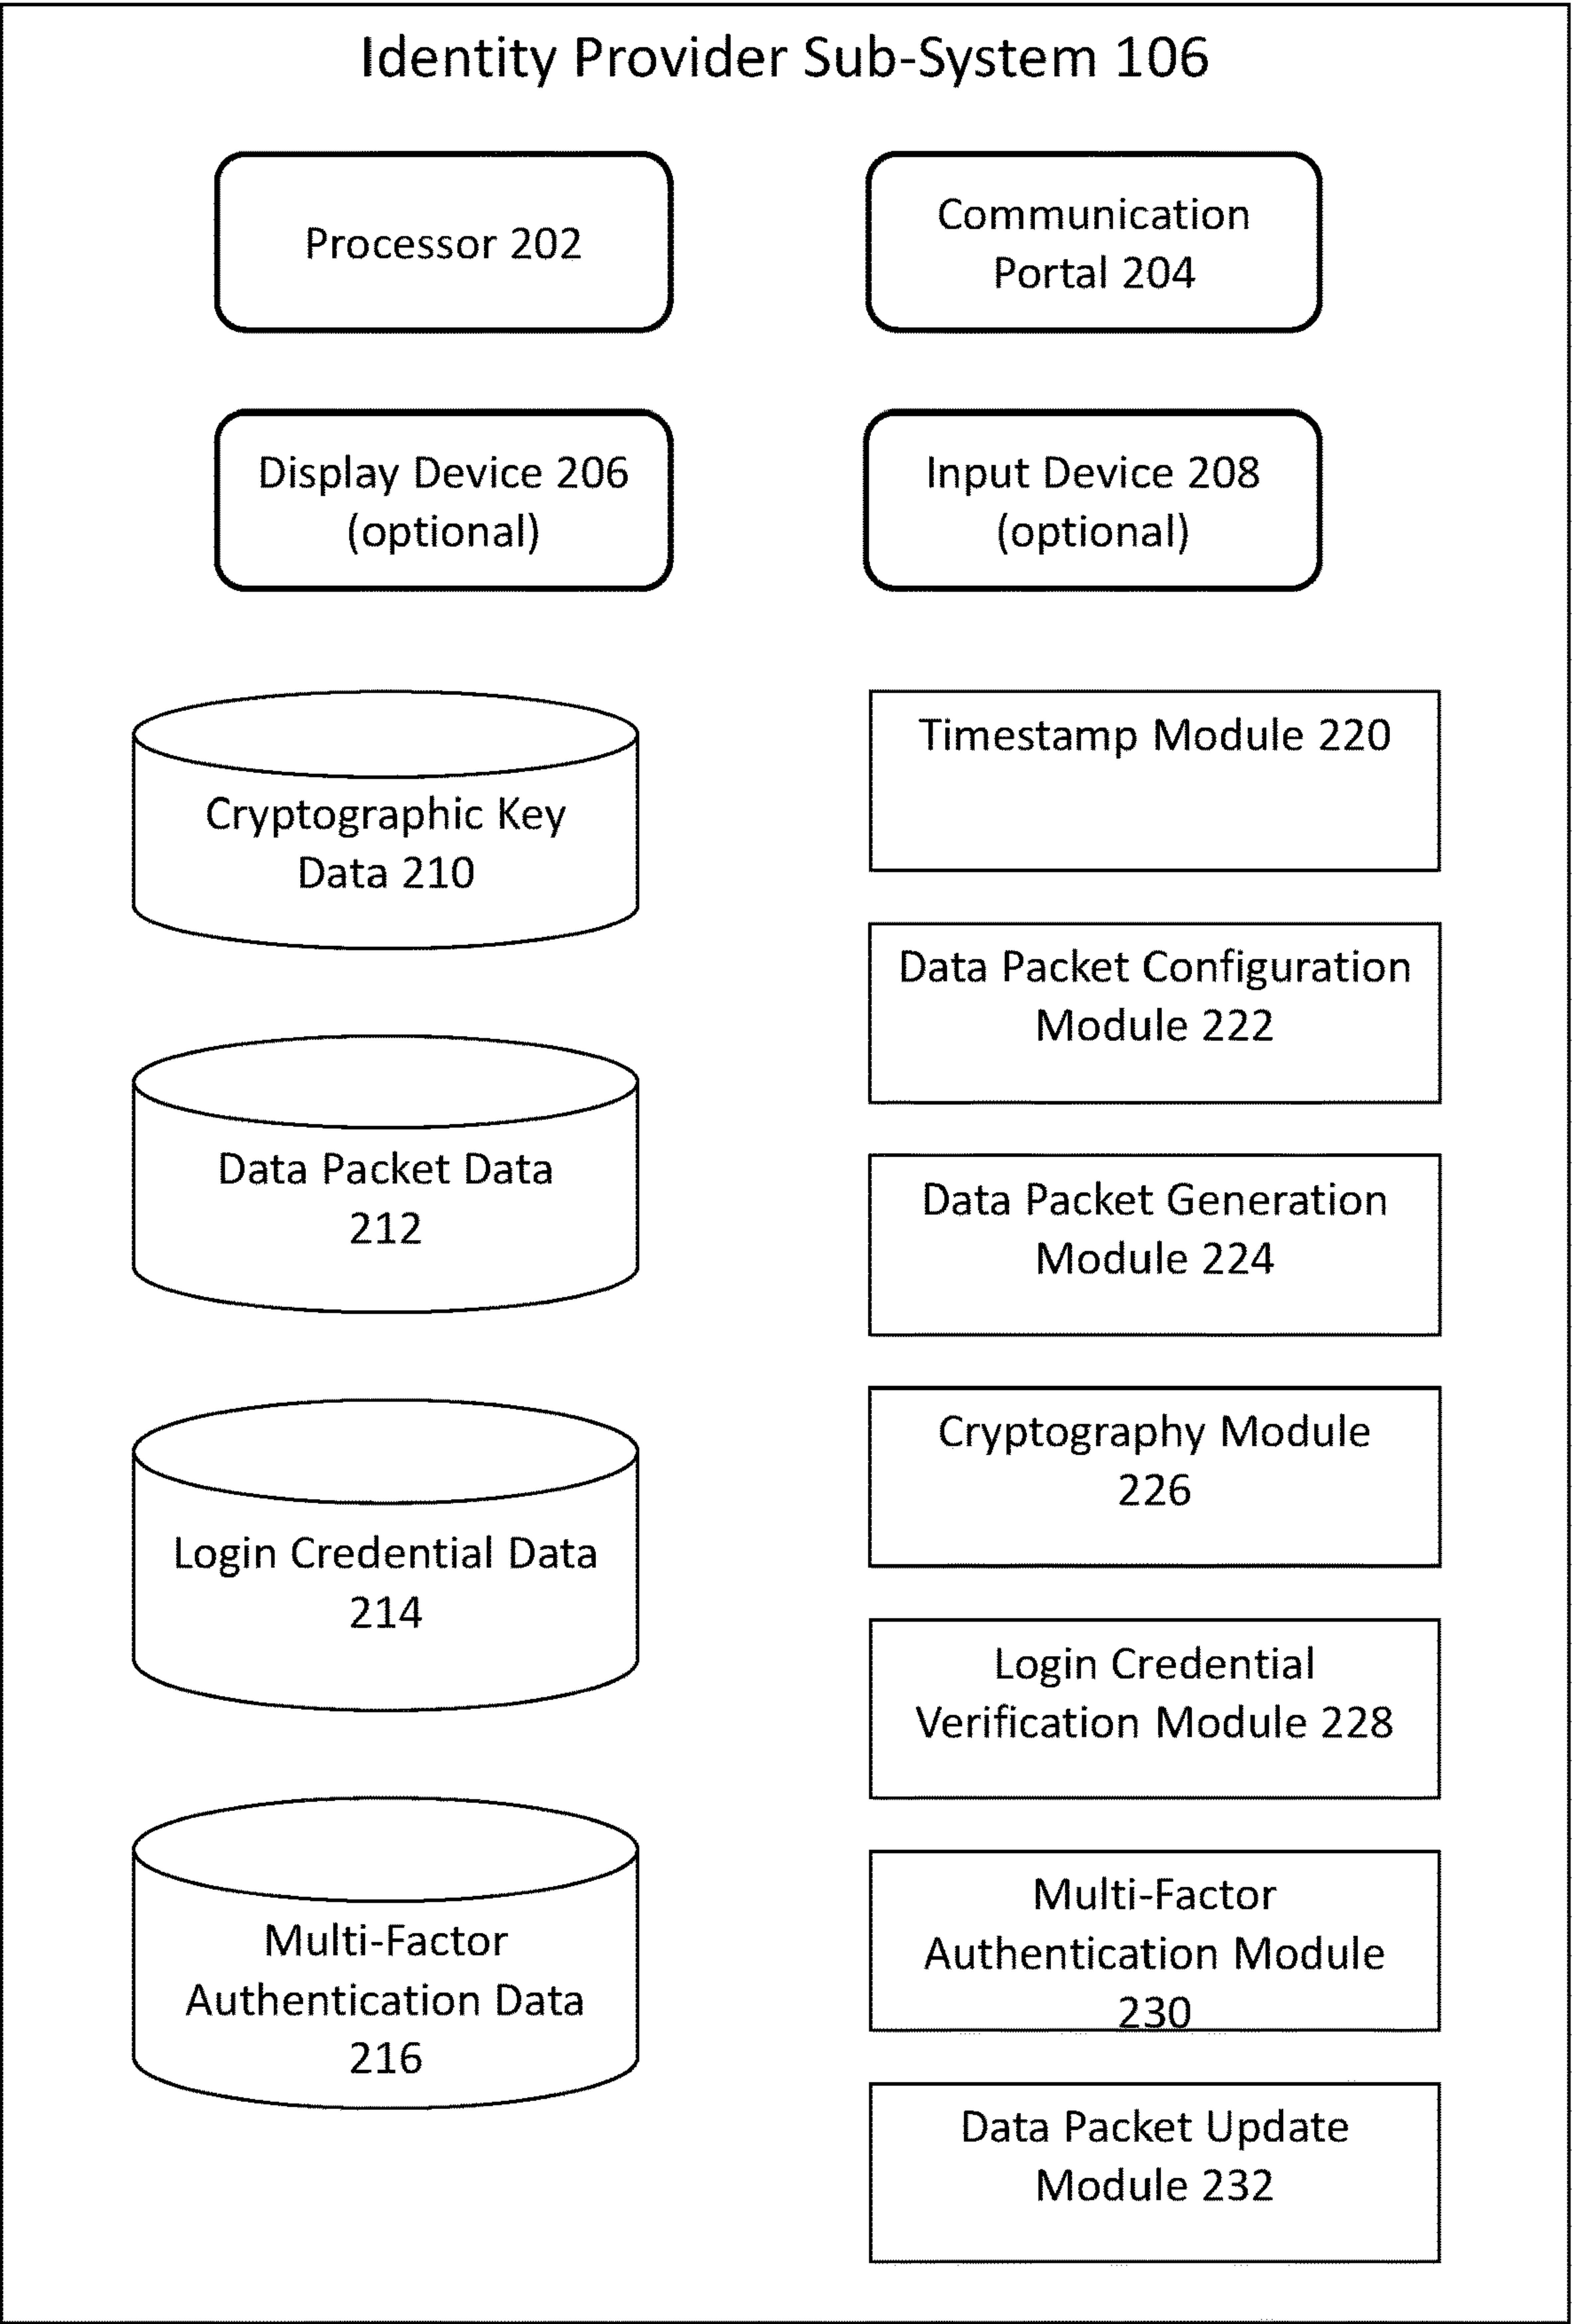 Identity Provider Sub-System 106
Processor 202
Communication
Portal 204
Display Device 206
(optional)
Input Device 208
(optional)
Cryptographic Key
Data 210
Data Packet Data
212
Login Credential Data
214
Multi-Factor
Authentication Data
216
Timestamp Module 220
Data Packet Configuration
Module 222
Data Packet Generation
Module 224
Cryptography Module
226
Login Credential
Verification Module 228
Multi-Factor
Authentication Module
230
Data Packet Update
Module 232